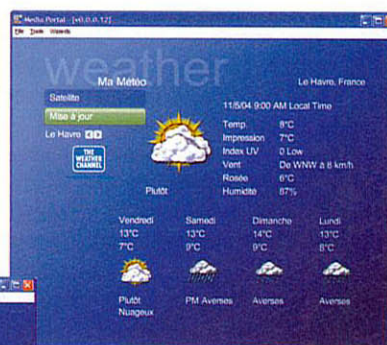 Media Portal - [v0.0.0.12]
File Tools Wizards
weather
Ma Météo
Le Havre, France
Satellite
Mise à jour
Le Havre
THE
WEATHER
CHANNEL
11/5/04 9:00 AM Local Time
Temp. 8°C
Impression 7°C
Index UV 0 Low
Vent De WNW à 8 km/h
Rosée 6°C
Humidité 87%
Plutôt
Vendredi Samedi Dimanche Lundi
13°C 13°C 14°C 13°C
7°C 9°C 9°C 8°C
Plutôt PM Averses Averses Averses
Nuageux